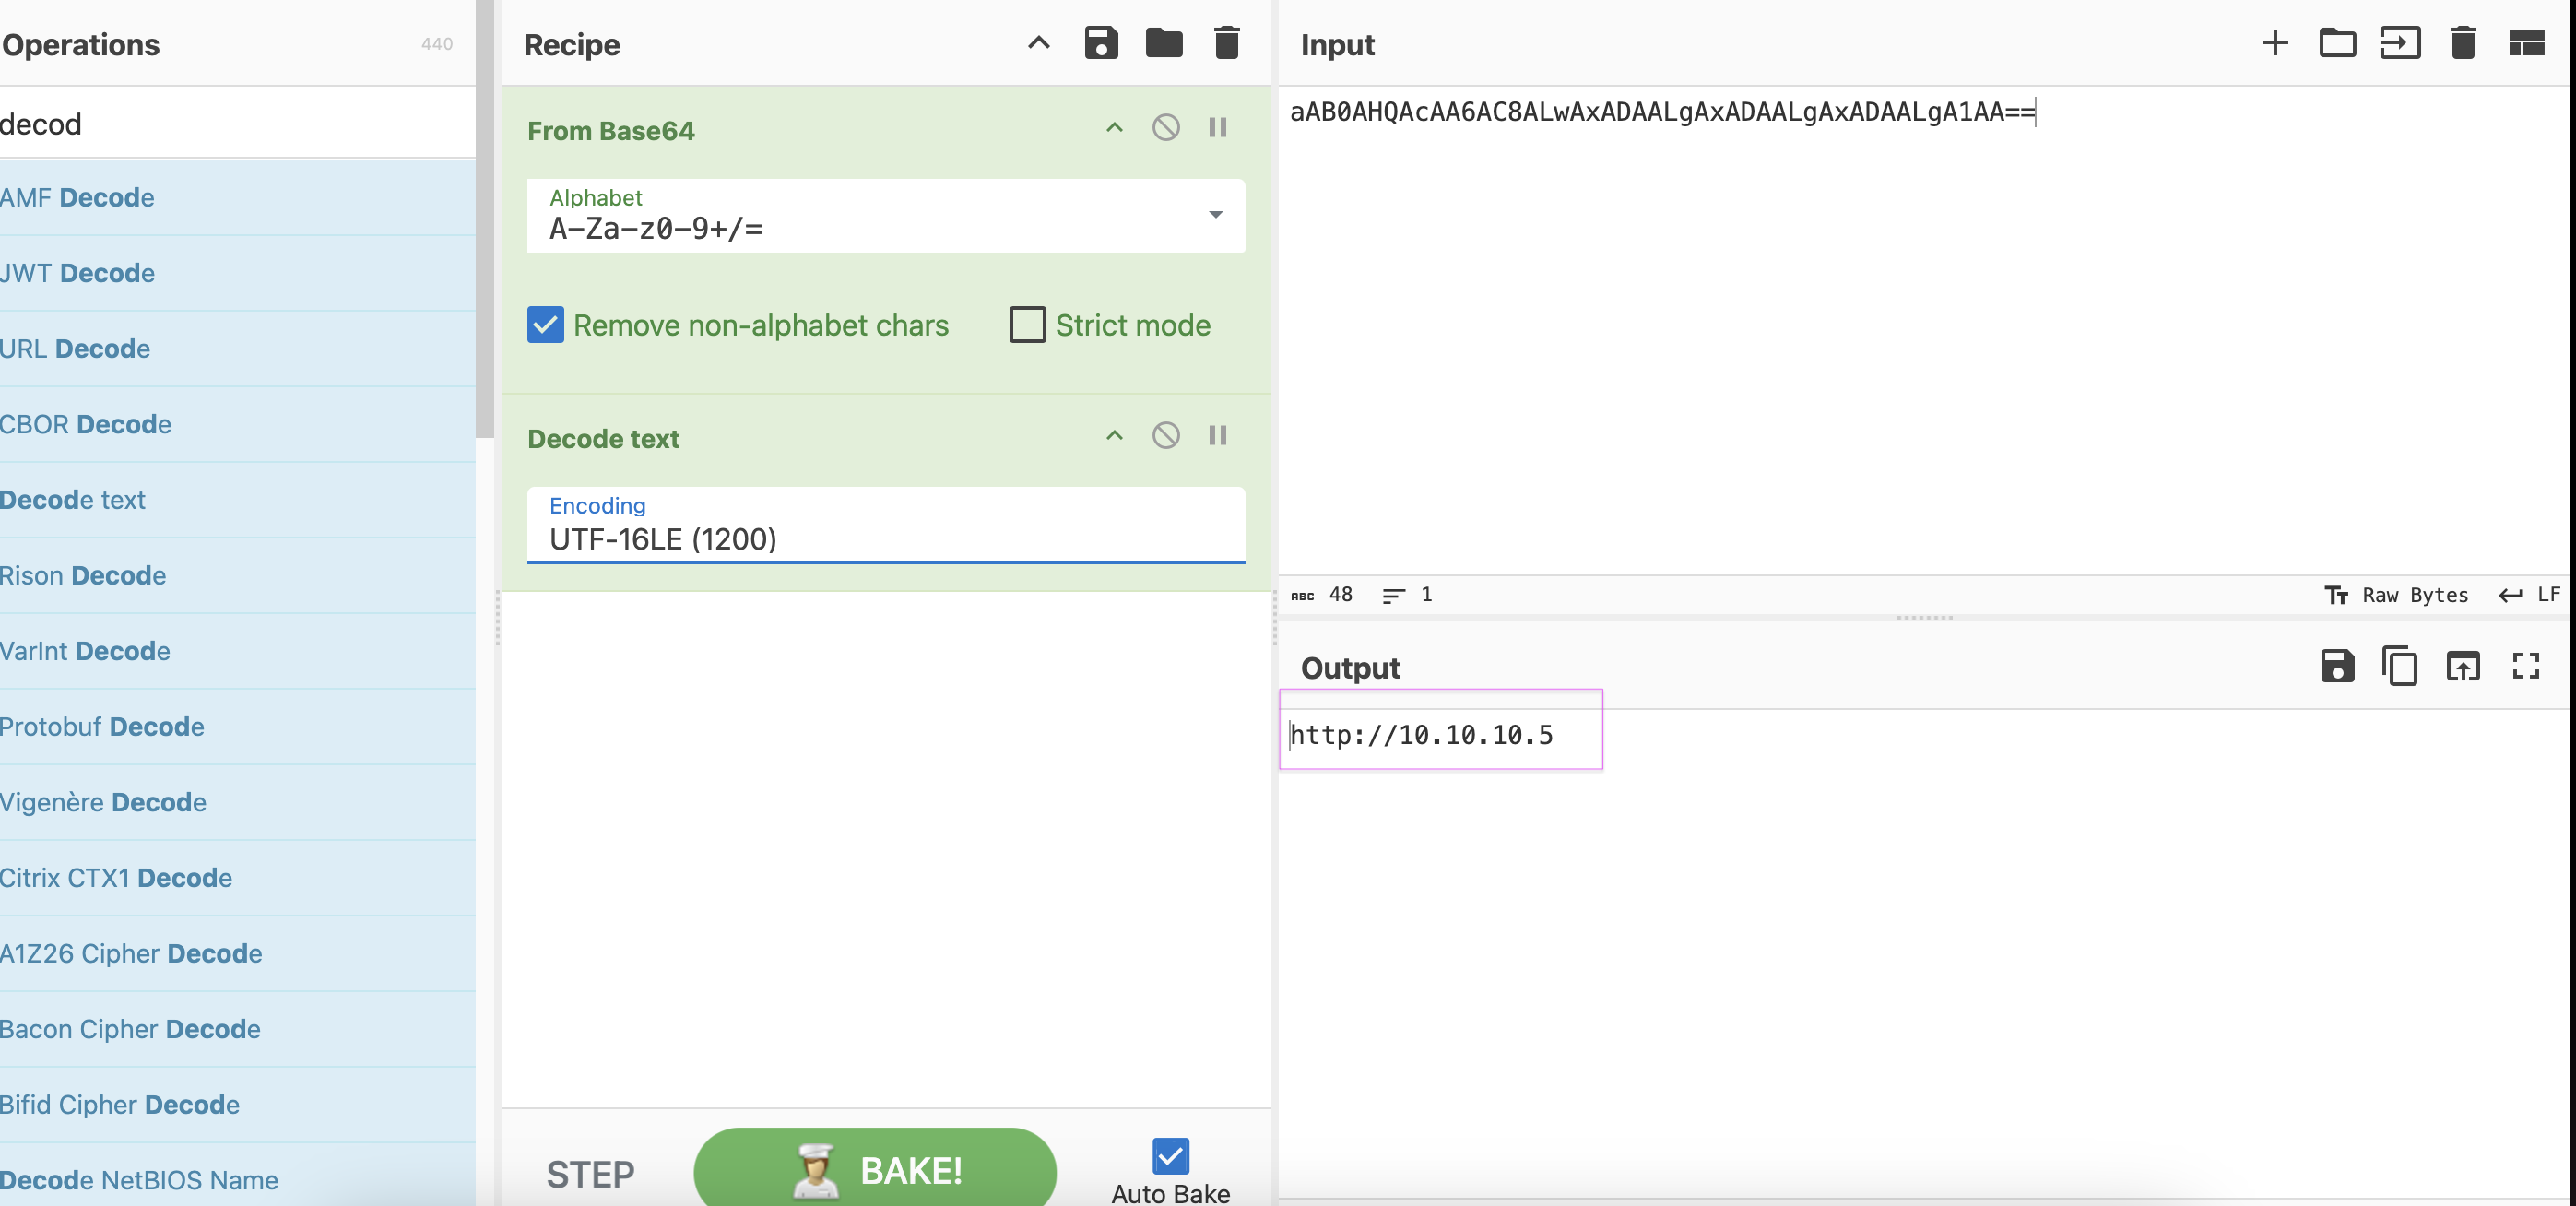 Operations 440
decod
AMF Decode
JWT Decode
URL Decode
CBOR Decode
Decode text
Rison Decode
VarInt Decode
Protobuf Decode
Vigenère Decode
Citrix CTX1 Decode
A1Z26 Cipher Decode
Bacon Cipher Decode
Bifid Cipher Decode
Decode NetBIOS Name
Recipe
From Base64
Alphabet
A-Za-z0-9+/=
Remove non-alphabet chars Strict mode
Decode text
Encoding
UTF-16LE (1200)
STEP BAKE!
Auto Bake
Input
aAB0AHQAcAA6AC8ALwAxADAALgAxADAALgAxADAALgA1AA==
ABC 48 1 Tт Raw Bytes LF
Output
http://10.10.10.5